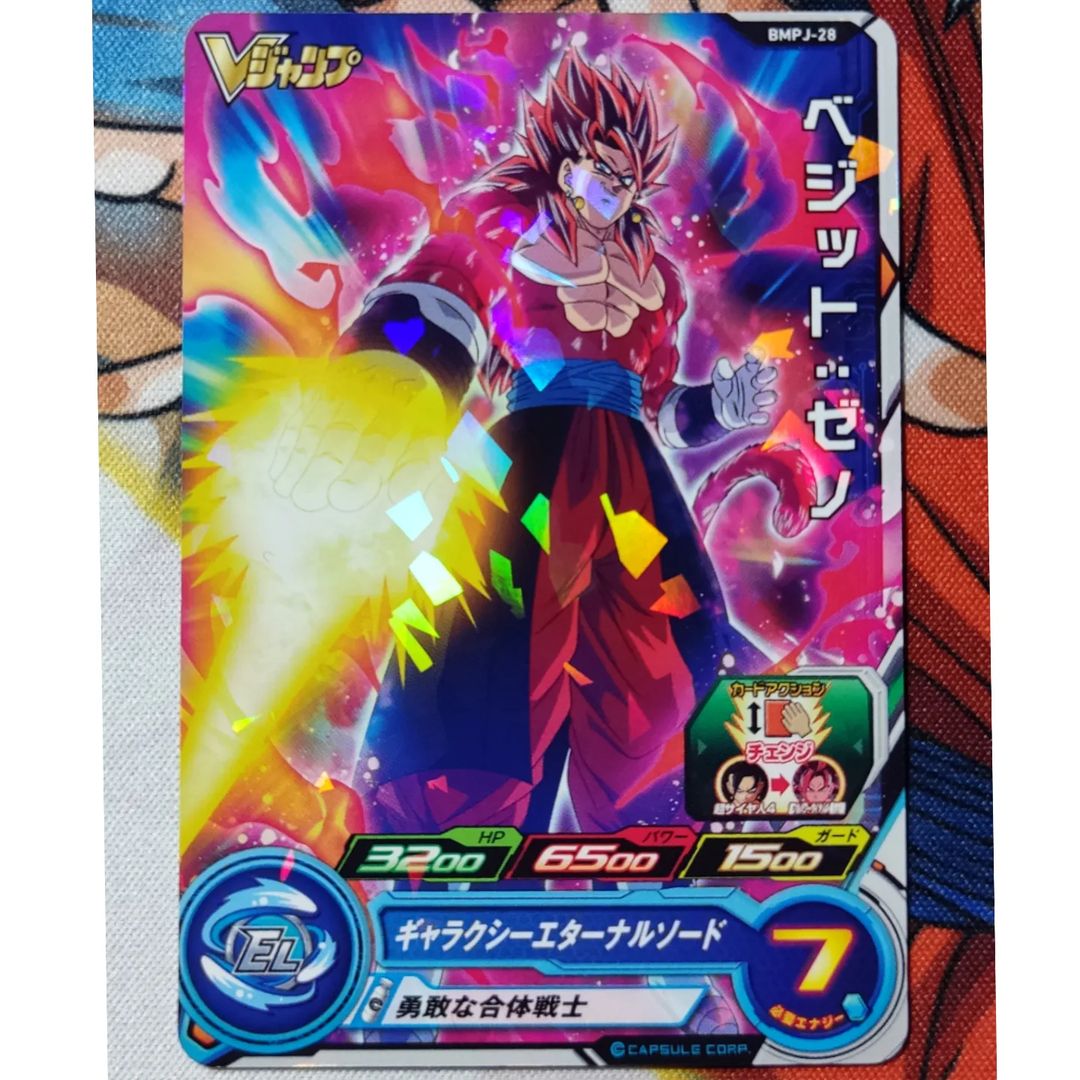 Vジャンプ
BMPJ-28
ベジット：ゼノ
カードアクション
チェンジ
超サイヤ人4
HP
3200
パワー
6500
ガード
1500
EL
ギャラクシーエターナルソード
7
必要エナジー
勇敢な合体戦士
CAPSULE CORP.